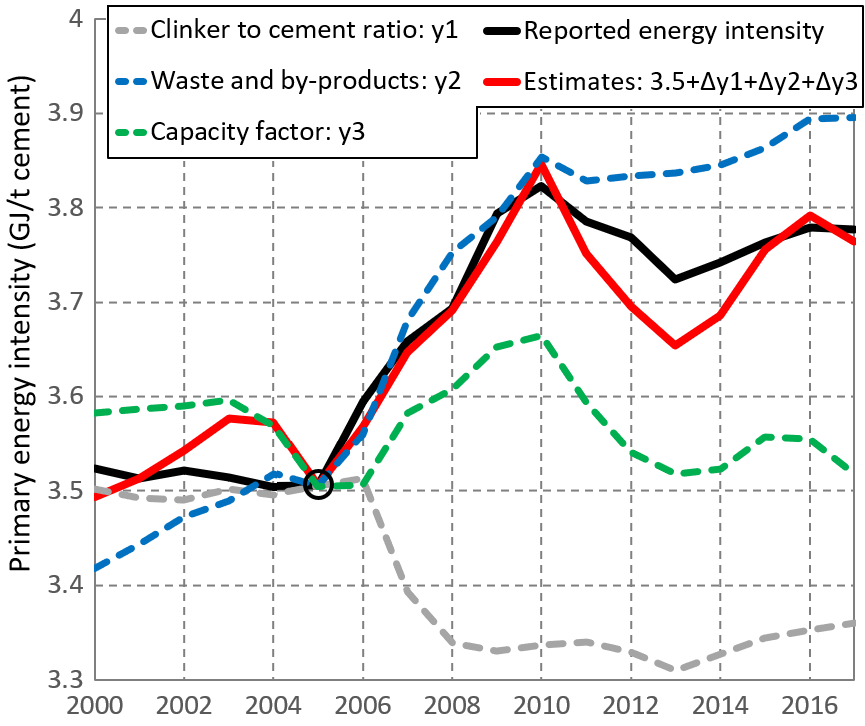 Clinker to cement ratio: y1
Reported energy intensity
Waste and by-products: y2
Estimates: 3.5+Δy1+Δy2+Δy3
Capacity factor: y3
Primary energy intensity (GJ/t cement)
4
3.9
3.8
3.7
3.6
3.5
3.4
3.3
2000 2002 2004 2006 2008 2010 2012 2014 2016